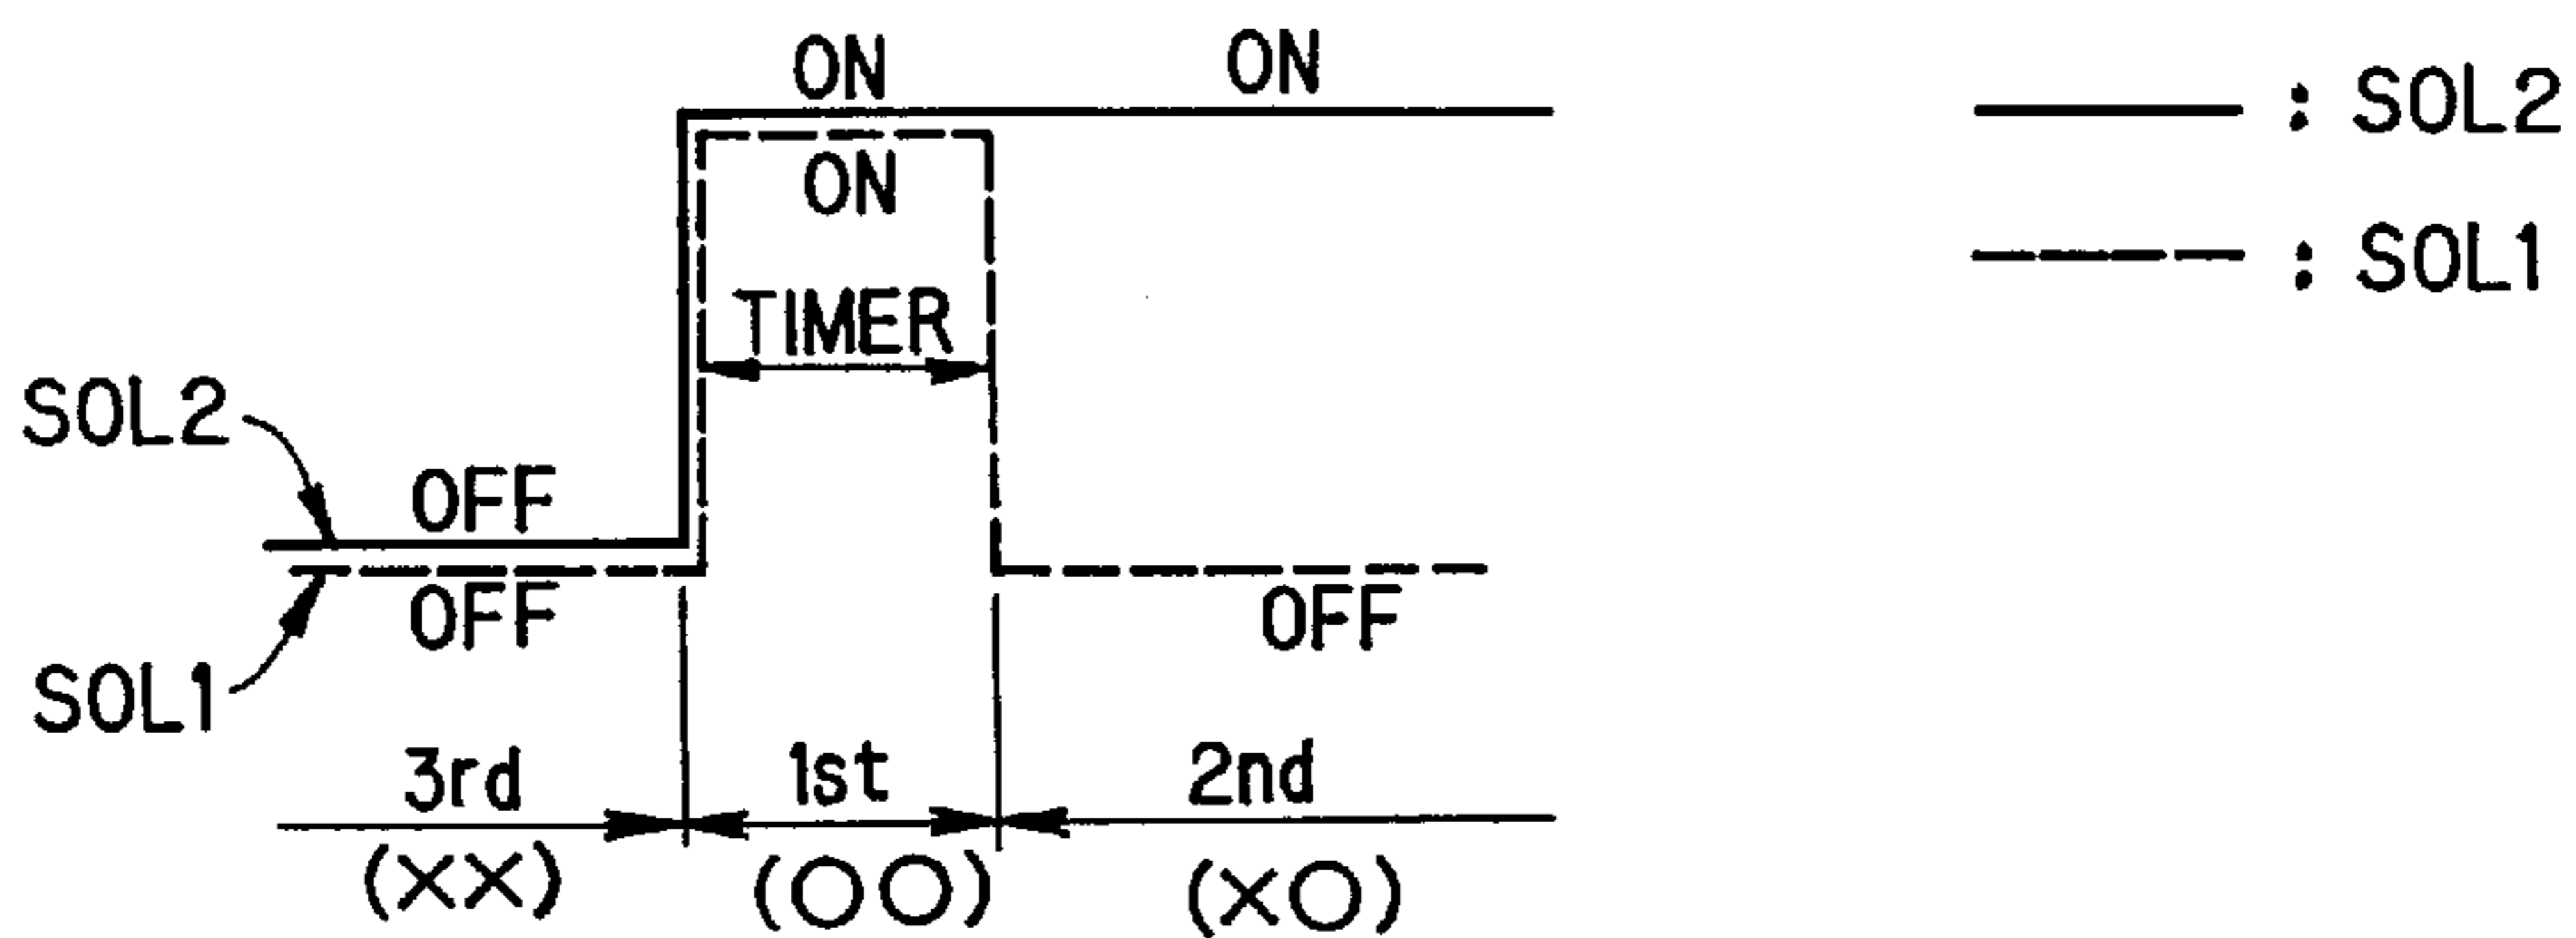 ON ON
: SOL2
ON
: SOL1
TIMER
SOL2
OFF
OFF OFF
SOL1
3rd 1st 2nd
(××) (○○) (×○)